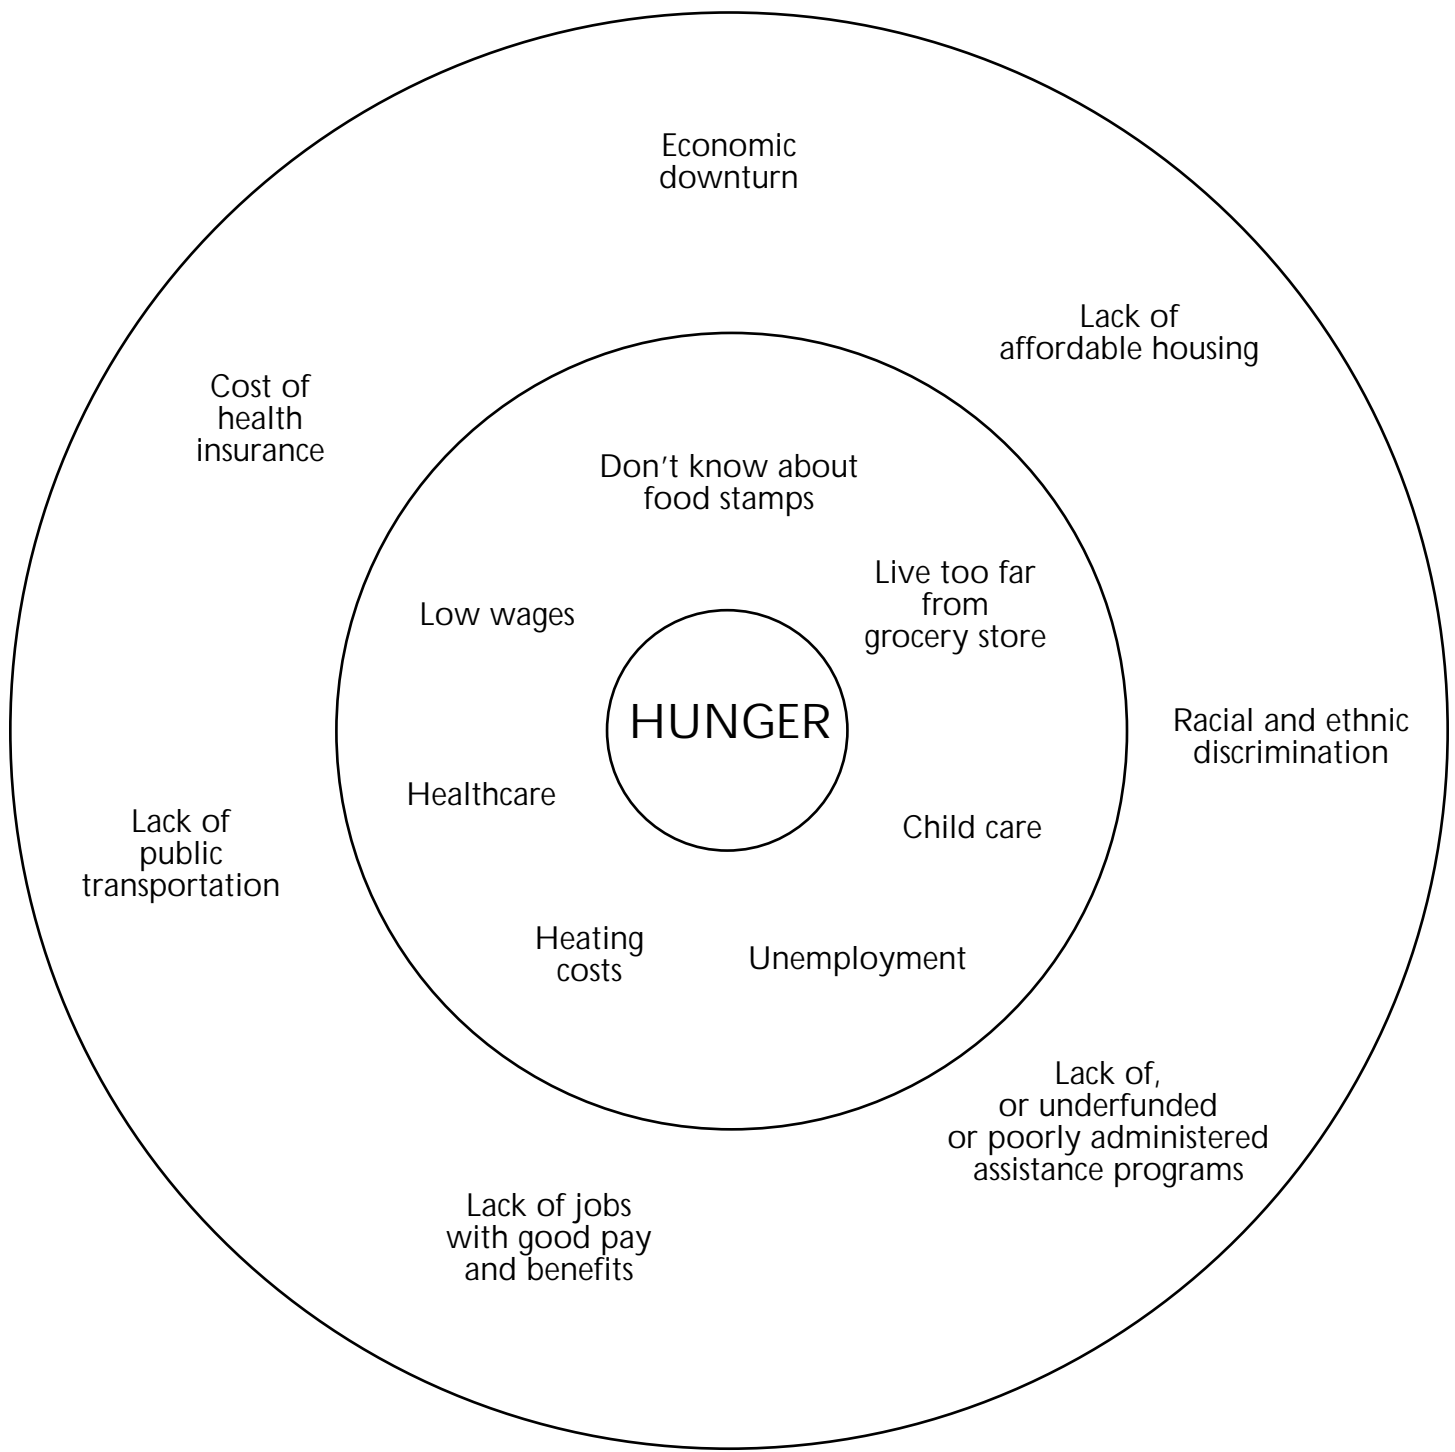 Economic
downturn
Lack of
affordable housing
Cost of
health
insurance
Don't know about
food stamps
Live too far
from
grocery store
Low wages
HUNGER
Racial and ethnic
discrimination
Healthcare
Child care
Lack of
public
transportation
Heating
costs
Unemployment
Lack of,
or underfunded
or poorly administered
assistance programs
Lack of jobs
with good pay
and benefits